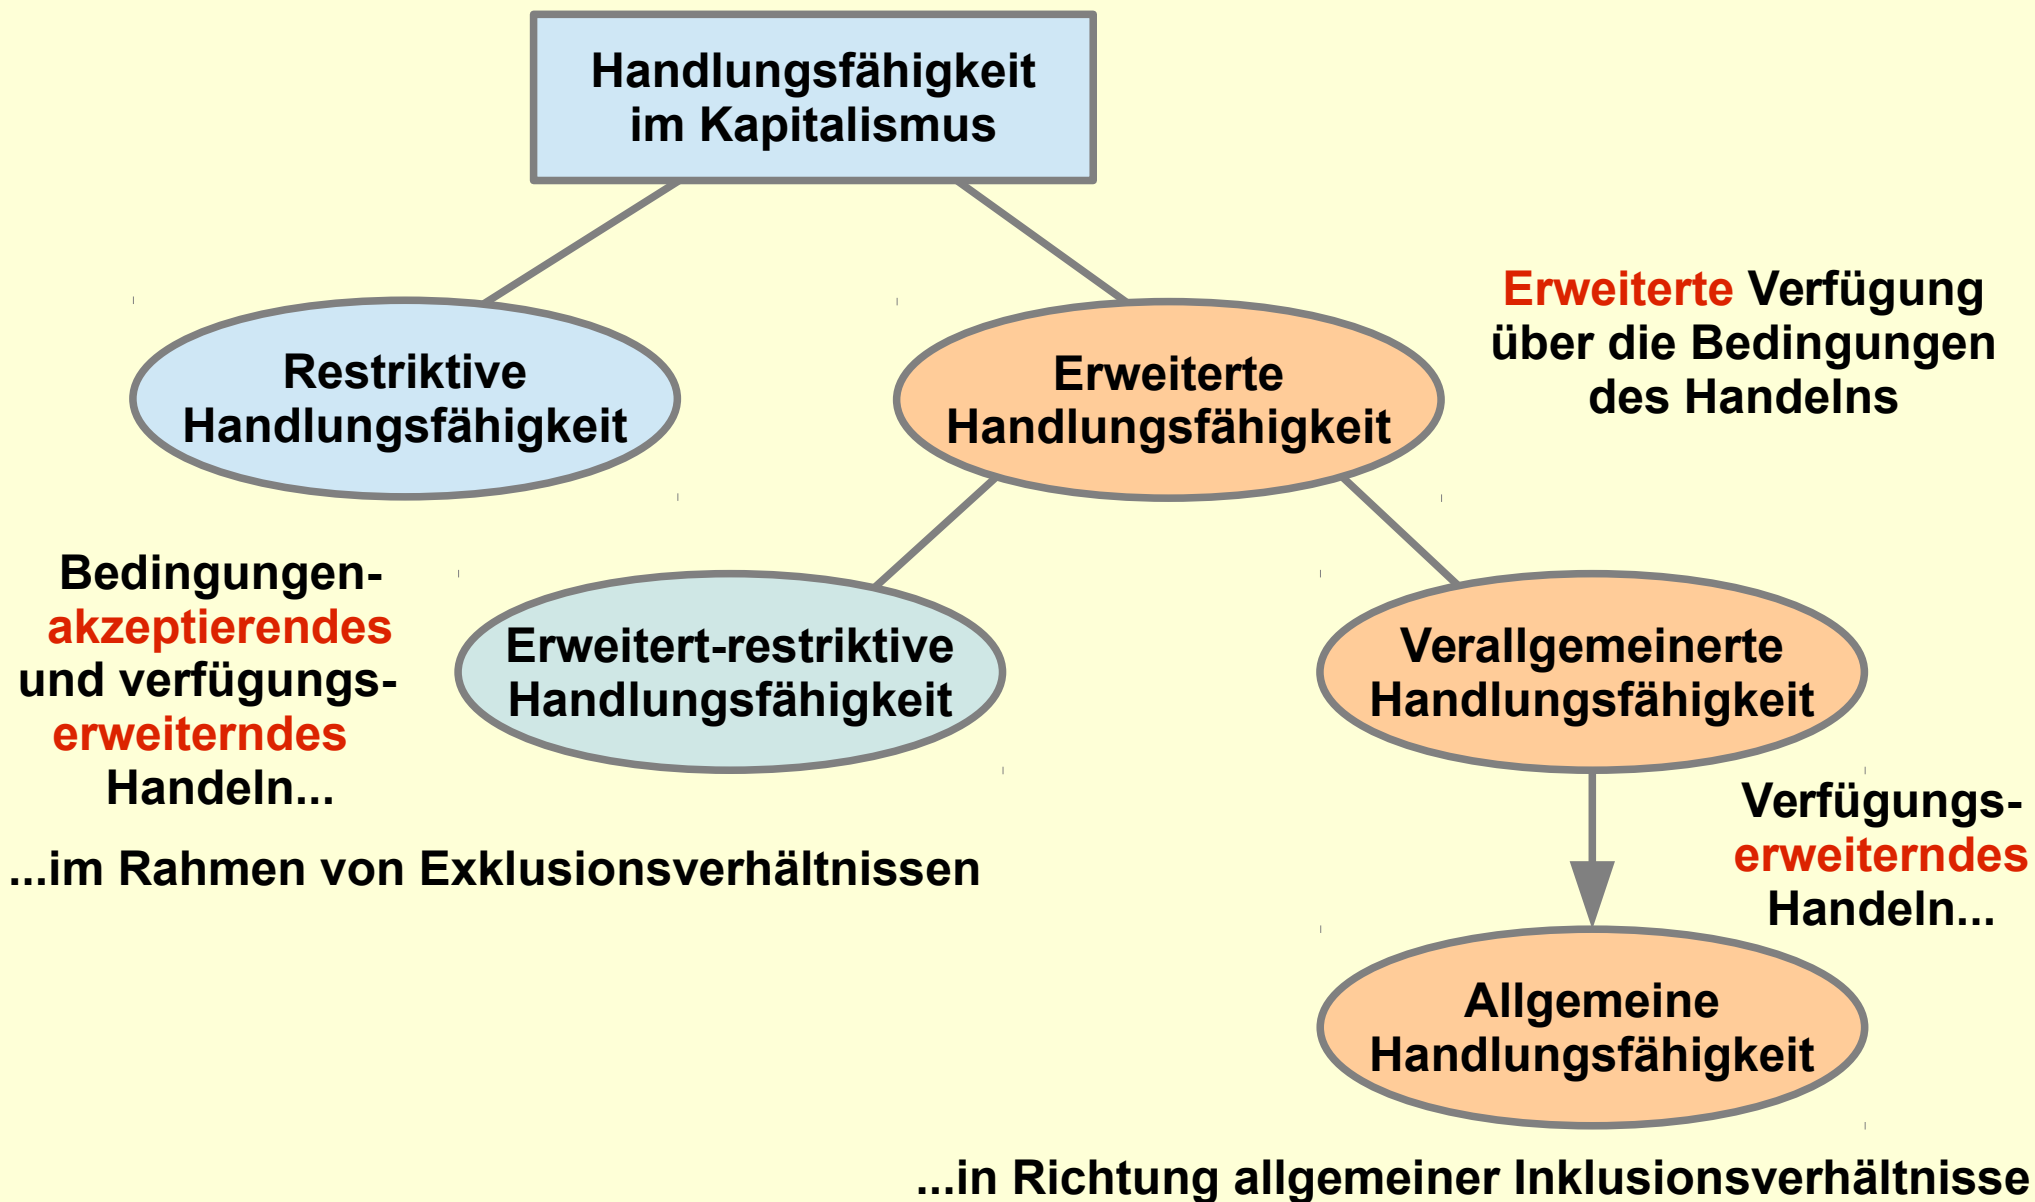 Handlungsfähigkeit
im Kapitalismus
Erweiterte Verfügung
über die Bedingungen
des Handelns
Restriktive
Handlungsfähigkeit
Erweiterte
Handlungsfähigkeit
Bedingungen-
akzeptierendes
und verfügungs-
erweiterndes
Handeln...
Erweitert-restriktive
Handlungsfähigkeit
Verallgemeinerte
Handlungsfähigkeit
...im Rahmen von Exklusionsverhältnissen
Verfügungs-
erweiterndes
Handeln...
Allgemeine
Handlungsfähigkeit
...in Richtung allgemeiner Inklusionsverhältnisse